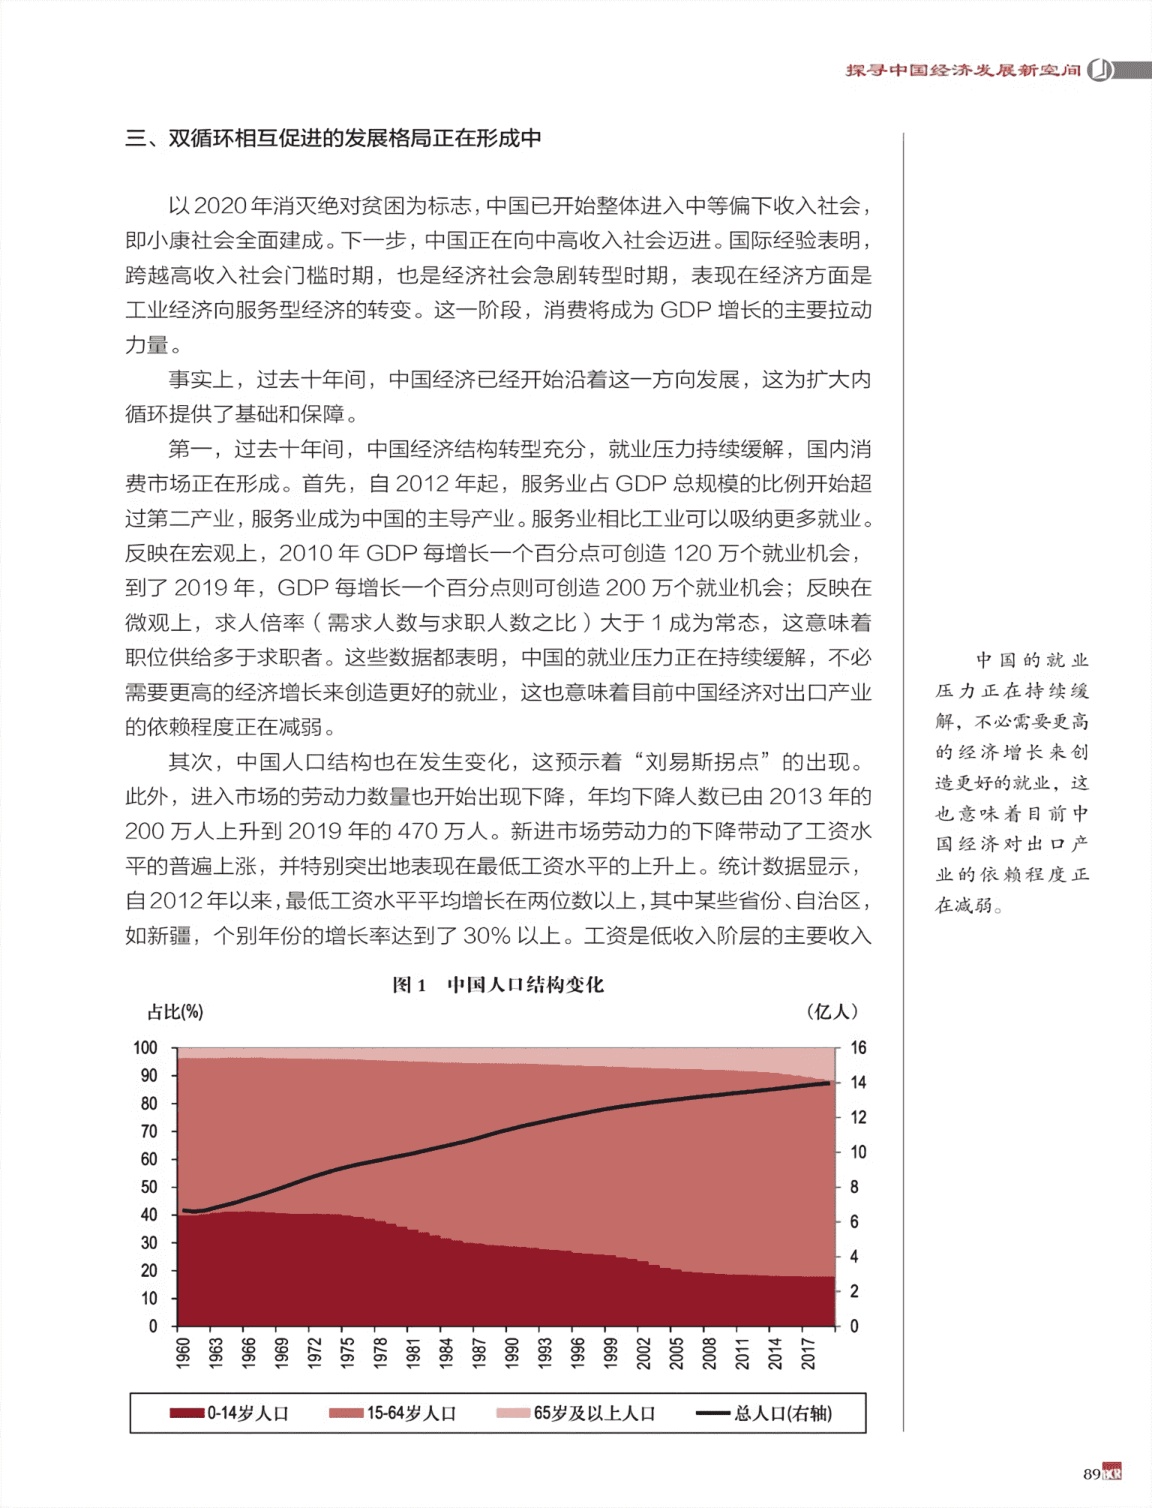 探寻中国经济发展新空间
三、双循环相互促进的发展格局正在形成中
以2020年消灭绝对贫困为标志，中国已开始整体进入中等偏下收入社会，
即小康社会全面建成。下一步，中国正在向中高收入社会迈进。国际经验表明，
跨越高收入社会门槛时期，也是经济社会急剧转型时期，表现在经济方面是
工业经济向服务型经济的转变。这一阶段，消费将成为 GDP 增长的主要拉动
力量。
事实上，过去十年间，中国经济已经开始沿着这一方向发展，这为扩大内
循环提供了基础和保障。
第一，过去十年间，中国经济结构转型充分，就业压力持续缓解，国内消
费市场正在形成。首先，自 2012 年起，服务业占 GDP 总规模的比例开始超
过第二产业，服务业成为中国的主导产业。服务业相比工业可以吸纳更多就业。
反映在宏观上，2010 年 GDP 每增长一个百分点可创造 120 万个就业机会，
到了 2019 年，GDP 每增长一个百分点则可创造 200 万个就业机会；反映在
微观上，求人倍率（需求人数与求职人数之比）大于 1 成为常态，这意味着
职位供给多于求职者。这些数据都表明，中国的就业压力正在持续缓解，不必
需要更高的经济增长来创造更好的就业，这也意味着目前中国经济对出口产业
的依赖程度正在减弱。
其次，中国人口结构也在发生变化，这预示着“刘易斯拐点”的出现。
此外，进入市场的劳动力数量也开始出现下降，年均下降人数已由 2013 年的
200 万人上升到 2019 年的 470 万人。新进市场劳动力的下降带动了工资水
平的普遍上涨，并特别突出地表现在最低工资水平的上升上。统计数据显示，
自2012年以来，最低工资水平平均增长在两位数以上，其中某些省份、自治区，
如新疆，个别年份的增长率达到了 30% 以上。工资是低收入阶层的主要收入
中国的就业
压力正在持续缓
解，不必需要更高
的经济增长来创
造更好的就业，这
也意味着目前中
国经济对出口产
业的依赖程度正
在减弱。
图 1 中国人口结构变化
占比(%) （亿人）
100 16
90 14
80 12
70 10
60 8
50 6
40 4
30 2
20 0
10
0
1960 1963 1966 1969 1972 1975 1978 1981 1984 1987 1990 1993 1996 1999 2002 2005 2008 2011 2014 2017
0-14岁人口 15-64岁人口 65岁及以上人口 总人口(右轴)
89